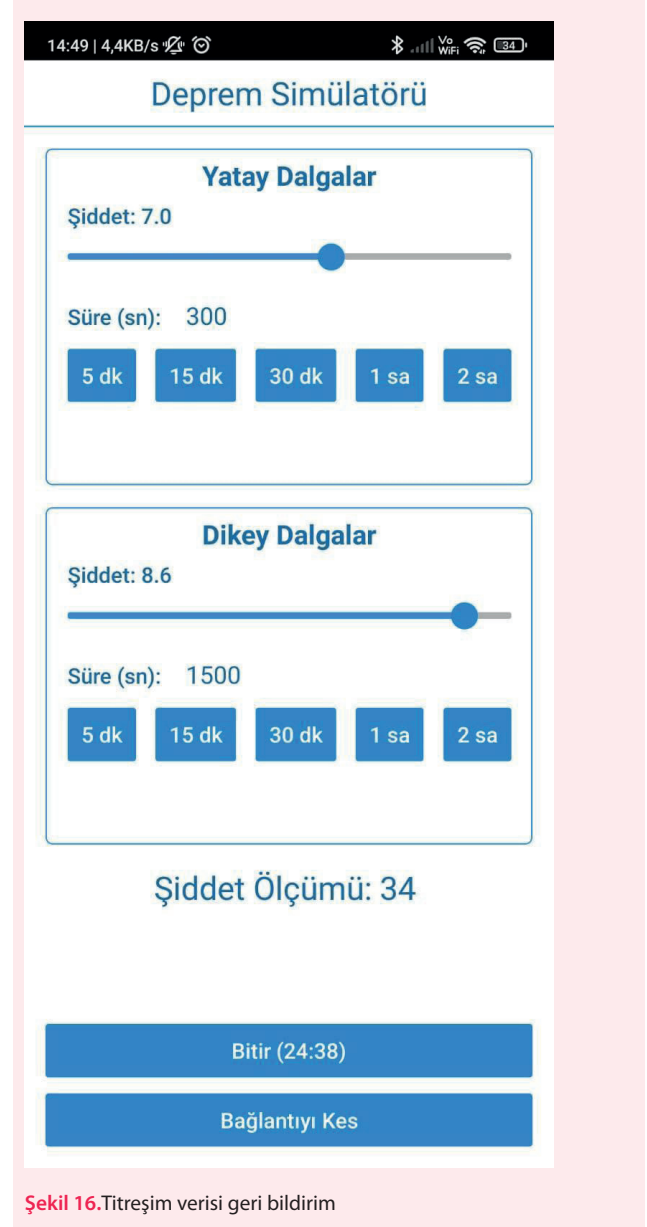 14:49 | 4,4KB/s
Vo
WiFi
34
Deprem Simülatörü
Yatay Dalgalar
Şiddet: 7.0
Süre (sn): 300
5 dk 15 dk 30 dk 1 sa 2 sa
Dikey Dalgalar
Şiddet: 8.6
Süre (sn): 1500
5 dk 15 dk 30 dk 1 sa 2 sa
Şiddet Ölçümü: 34
Bitir (24:38)
Bağlantıyı Kes
Şekil 16.Titreşim verisi geri bildirim